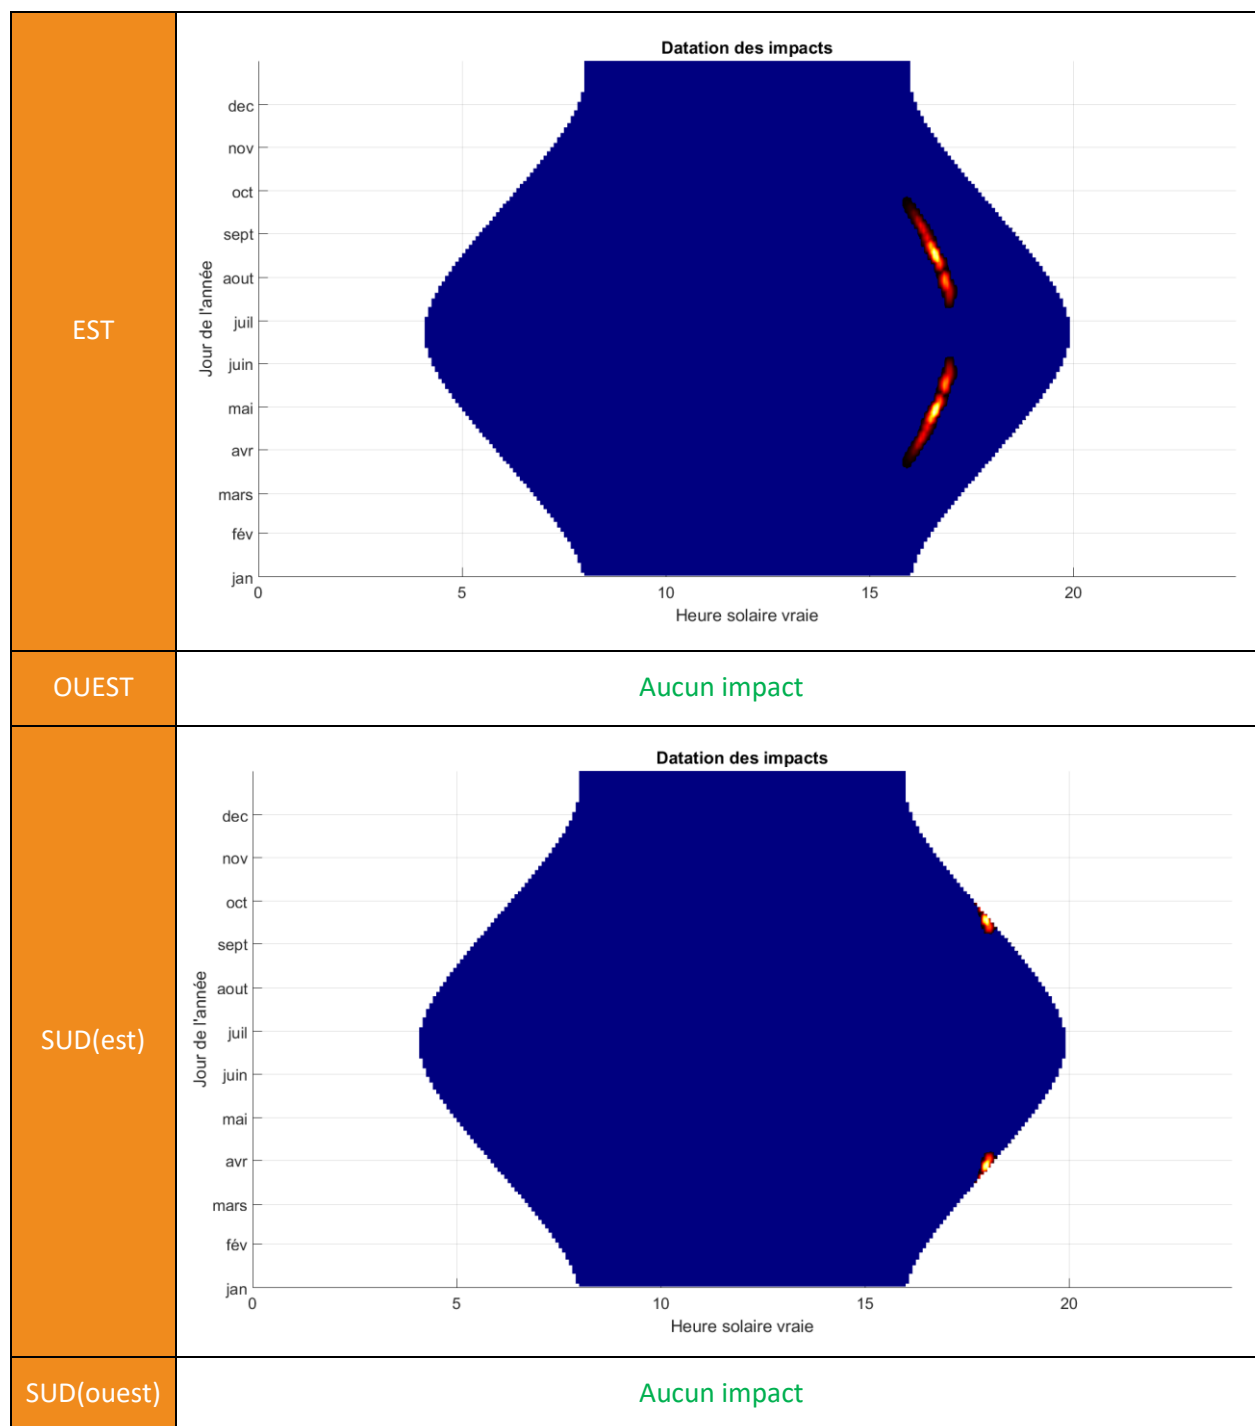 EST
Datation des impacts
Jour de l'année
dec
nov
oct
sept
aout
juil
juin
mai
avr
mars
fév
jan
0 5 10 15 20
Heure solaire vraie
OUEST
Aucun impact
SUD(est)
Datation des impacts
Jour de l'année
dec
nov
oct
sept
aout
juil
juin
mai
avr
mars
fév
jan
0 5 10 15 20
Heure solaire vraie
SUD(ouest)
Aucun impact